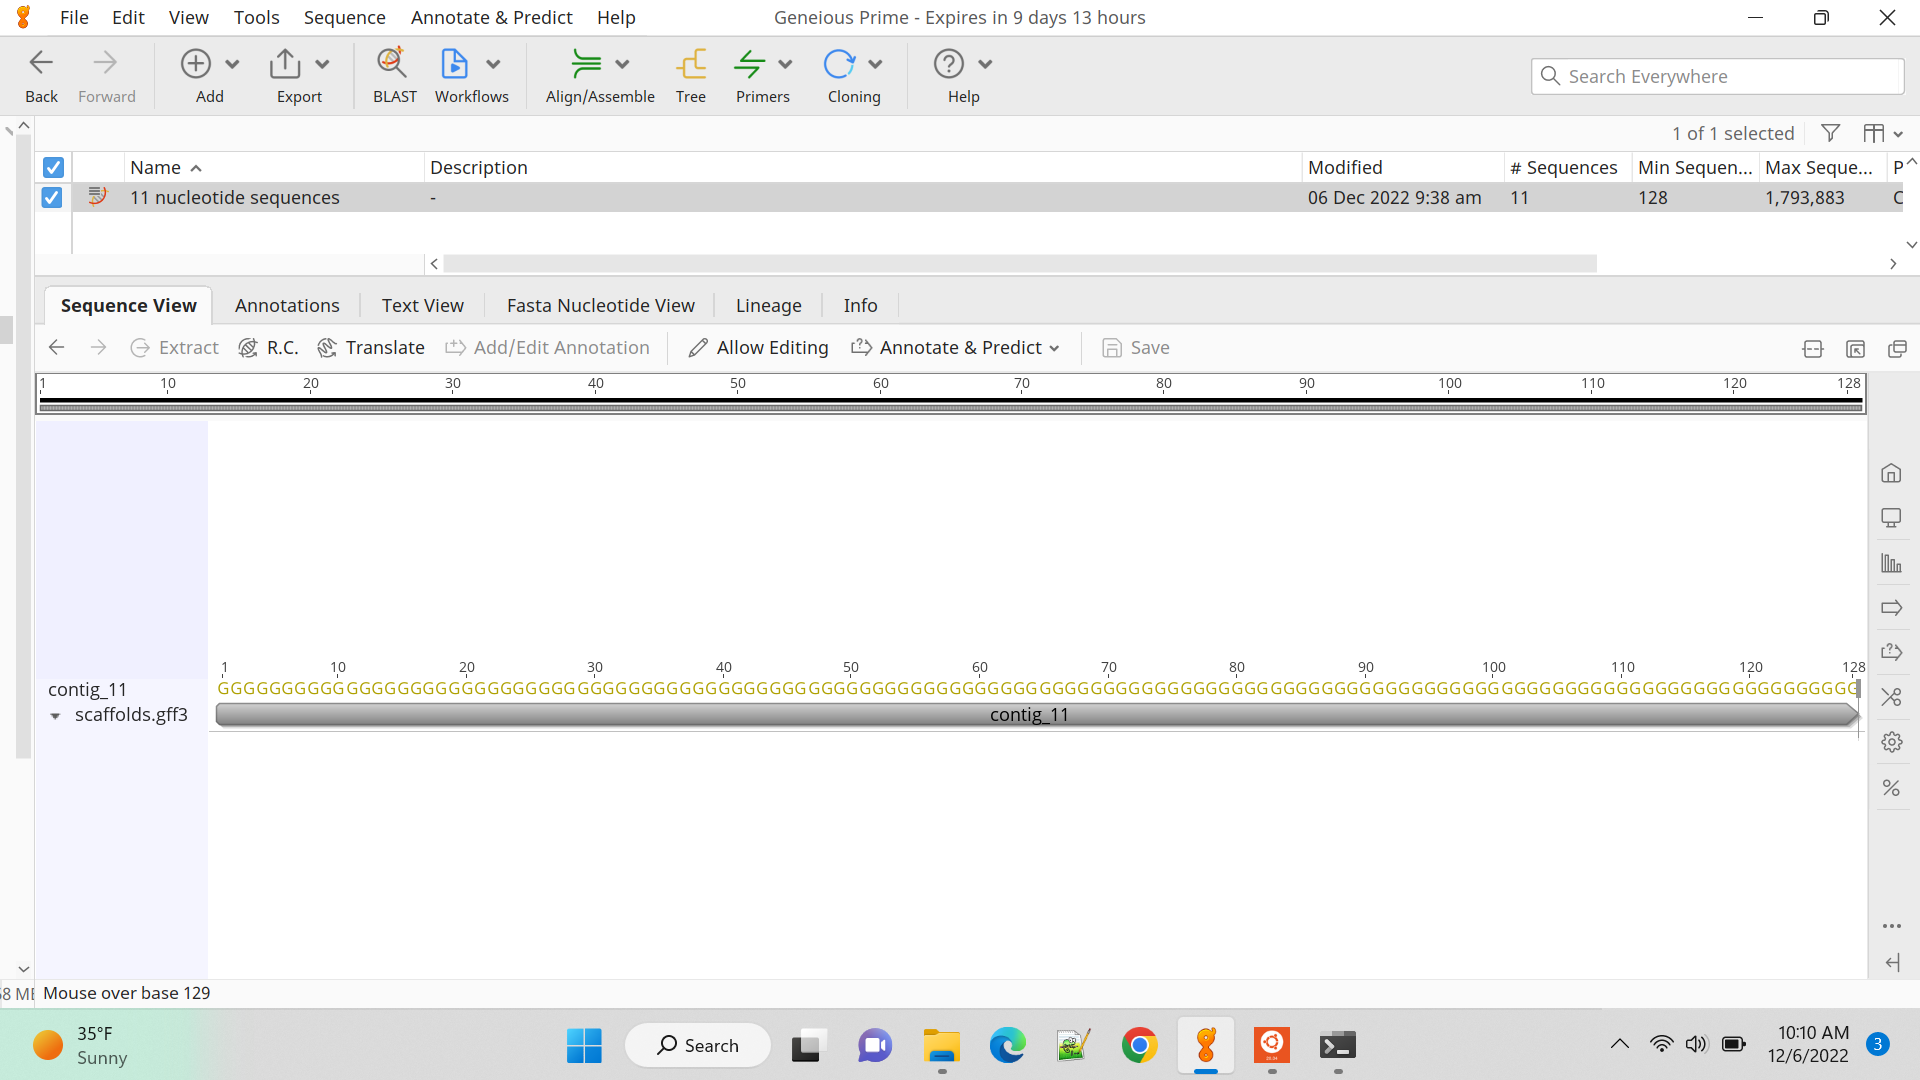 File Edit View Tools Sequence Annotate & Predict Help Geneious Prime - Expires in 9 days 13 hours
Back Forward Add Export BLAST Workflows Align/Assemble Tree Primers Cloning Help Search Everywhere
1 of 1 selected
Name Description Modified # Sequences Min Sequen... Max Seque... P
11 nucleotide sequences - 06 Dec 2022 9:38 am 11 128 1,793,883 C
Sequence View Annotations Text View Fasta Nucleotide View Lineage Info
Extract R.C. Translate Add/Edit Annotation Allow Editing Annotate & Predict Save
1 10 20 30 40 50 60 70 80 90 100 110 120 128
1 10 20 30 40 50 60 70 80 90 100 110 120 128
contig_11 GGGGGGGGGGGGGGGGGGGGGGGGGGGGGGGGGGGGGGGGGGGGGGGGGGGGGGGGGGGGGGGGGGGGGGGGGGGGGGGGGGGGGGGGGGGGGGGGGGGGGGGGGGGGGGGGGGGGGGGGGGGGGGGG
scaffolds.gff3 contig_11
Mouse over base 129
35°F
Sunny
Search
10:10 AM
12/6/2022
3